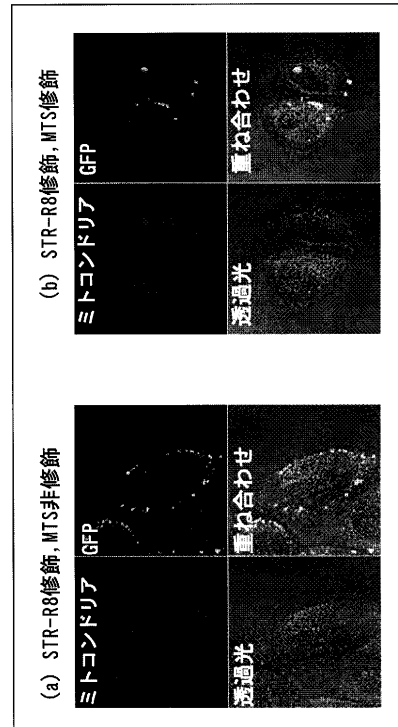 (a) STR-R8修飾,MTS非修飾
ミトコンドリア
GFP
透過光
重ね合わせ
(b) STR-R8修飾,MTS修飾
ミトコンドリア
GFP
透過光
重ね合わせ